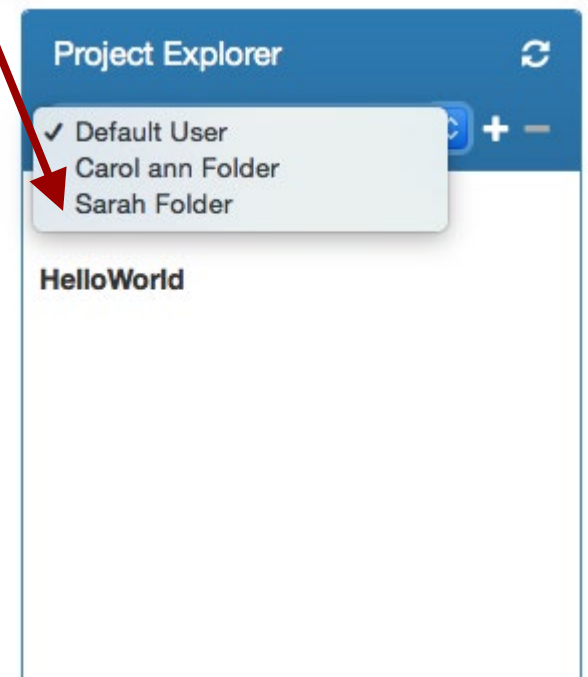 Project Explorer
✓ Default User
Carol ann Folder
Sarah Folder
HelloWorld